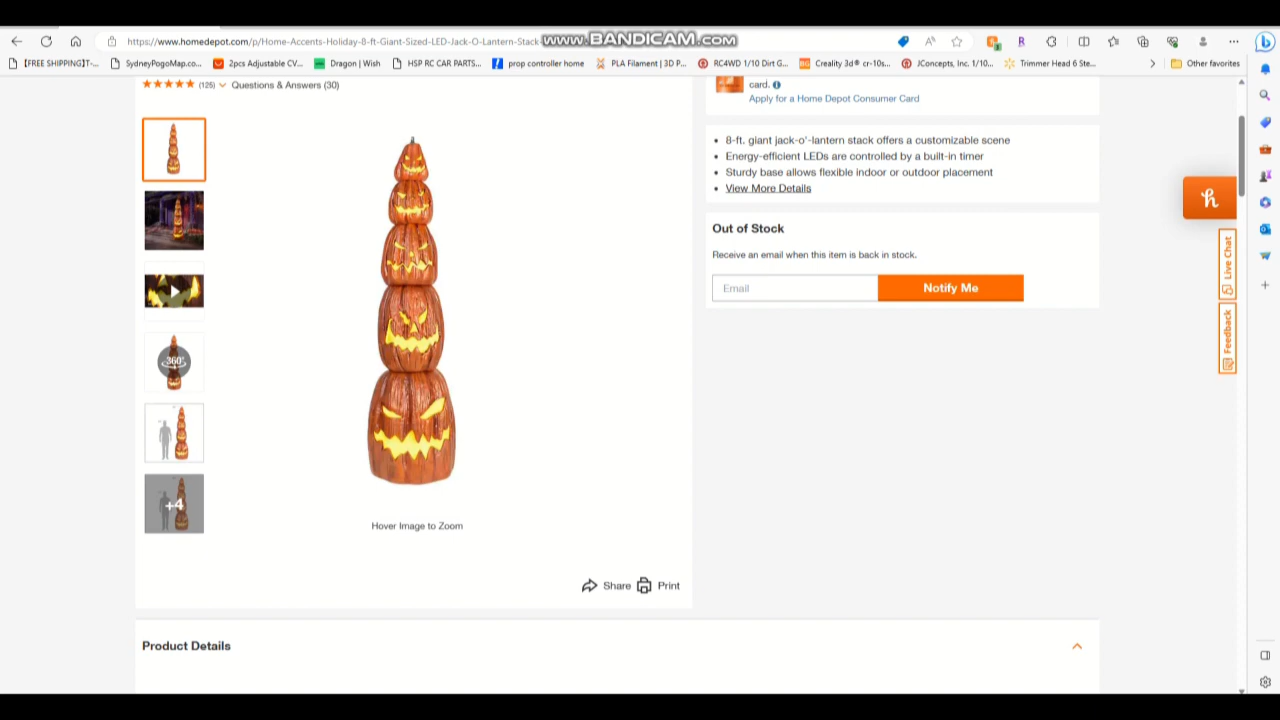 https://www.homedepot.com/p/Home-Accents-Holiday-8-ft-Giant-Sized-LED-Jack-O-Lantern-Stack-
www.BANDICAM.com
[FREE SHIPPING]T-...
SydneyPogoMap.co...
2pcs Adjustable CV...
Dragon | Wish
HSP RC CAR PARTS...
prop controller home
PLA Filament | 3D P...
RC4WD 1/10 Dirt G...
Creality 3d® cr-10s...
JConcepts, Inc. 1/10...
Trimmer Head 6 Ste...
Other favorites
(126)
Questions & Answers (30)
card.
Apply for a Home Depot Consumer Card
8-ft. giant jack-o'-lantern stack offers a customizable scene
Energy-efficient LEDs are controlled by a built-in timer
Sturdy base allows flexible indoor or outdoor placement
View More Details
Out of Stock
Receive an email when this item is back in stock.
Email
Notify Me
Live Chat
Feedback
360°
+4
Hover Image to Zoom
Share
Print
Product Details